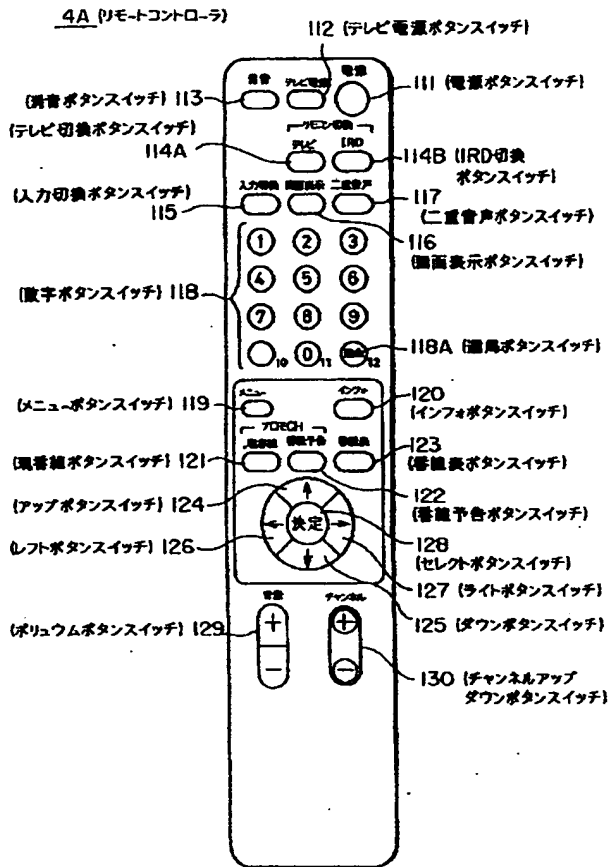 4A (リモートコントローラ)
112 (テレビ電源ボタンスイッチ)
111 (電源ボタンスイッチ)
(消音ボタンスイッチ) 113
消音 テレビ電源 電源
(テレビ切換ボタンスイッチ)
114A
リモコン切換
テレビ IRD
114B (IRD切換
ボタンスイッチ)
(入力切換ボタンスイッチ)
115
入力切換 画面表示 二重音声
117
(二重音声ボタンスイッチ)
116
(画面表示ボタンスイッチ)
1 2 3
4 5 6
(数字ボタンスイッチ) 118
7 8 9
10 0 11 12
118A (選局ボタンスイッチ)
メニュー インフォ
(メニューボタンスイッチ) 119
120
(インフォボタンスイッチ)
プロモCH
現番組 番組予告 番組表
(現番組ボタンスイッチ) 121
123
(番組表ボタンスイッチ)
122
(番組予告ボタンスイッチ)
(アップボタンスイッチ) 124
↑
← 決定 →
↓
(レフトボタンスイッチ) 126
128
(セレクトボタンスイッチ)
127 (ライトボタンスイッチ)
125 (ダウンボタンスイッチ)
音量 チャンネル
+ +
− −
(ボリュウムボタンスイッチ) 129
130 (チャンネルアップ
ダウンボタンスイッチ)